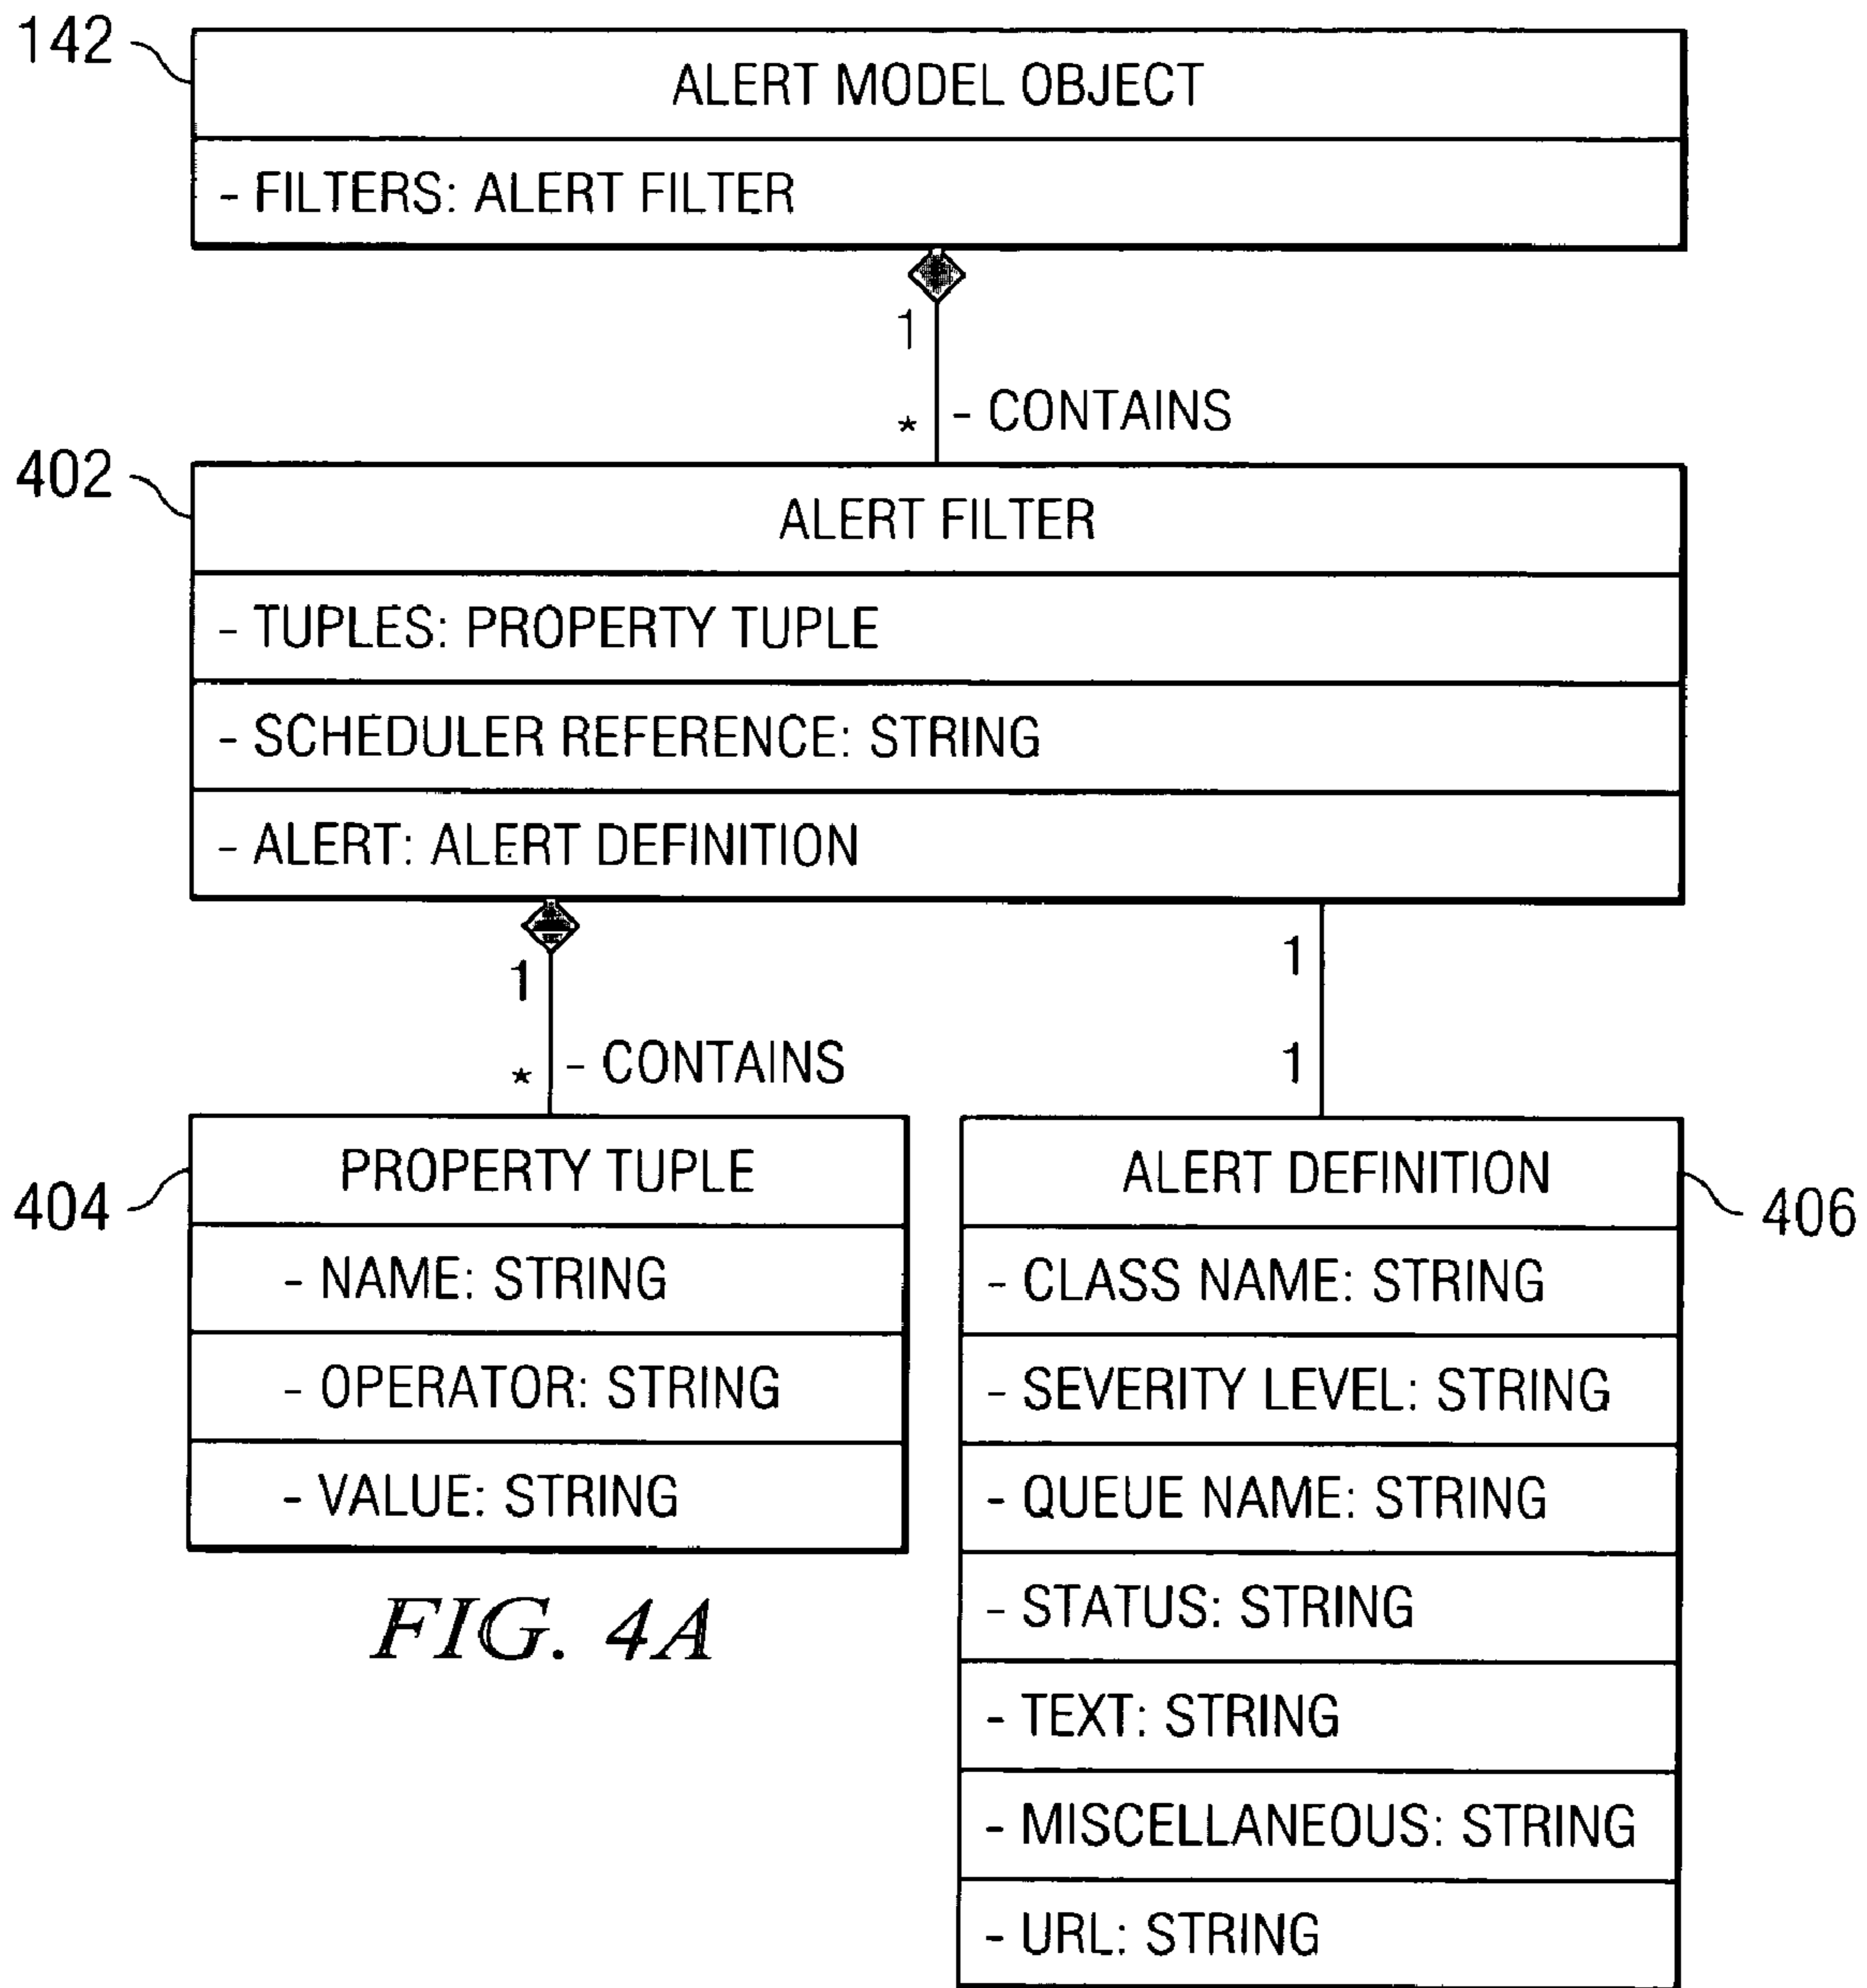 142
ALERT MODEL OBJECT
- FILTERS: ALERT FILTER
1
* - CONTAINS
402
ALERT FILTER
- TUPLES: PROPERTY TUPLE
- SCHEDULER REFERENCE: STRING
- ALERT: ALERT DEFINITION
1
* - CONTAINS
1
1
404
PROPERTY TUPLE
- NAME: STRING
- OPERATOR: STRING
- VALUE: STRING
406
ALERT DEFINITION
- CLASS NAME: STRING
- SEVERITY LEVEL: STRING
- QUEUE NAME: STRING
- STATUS: STRING
- TEXT: STRING
- MISCELLANEOUS: STRING
- URL: STRING
FIG. 4A